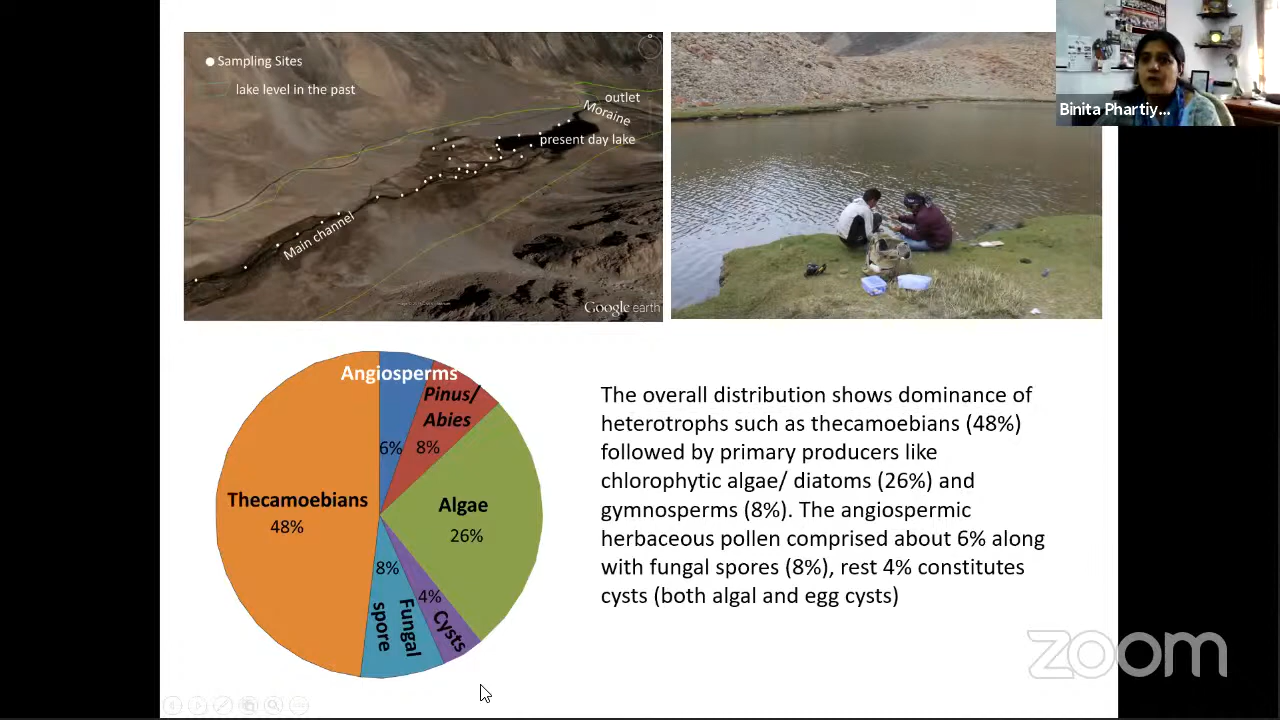 Sampling Sites
lake level in the past
outlet
Moraine
present day lake
Main channel
Google earth
Binita Phartiy...
Angiosperms
6%
Pinus/
Abies
8%
Thecamoebians
48%
Algae
26%
8%
Fungal
spore
4%
Cysts
The overall distribution shows dominance of
heterotrophs such as thecamoebians (48%)
followed by primary producers like
chlorophytic algae/ diatoms (26%) and
gymnosperms (8%). The angiospermic
herbaceous pollen comprised about 6% along
with fungal spores (8%), rest 4% constitutes
cysts (both algal and egg cysts)
zoom